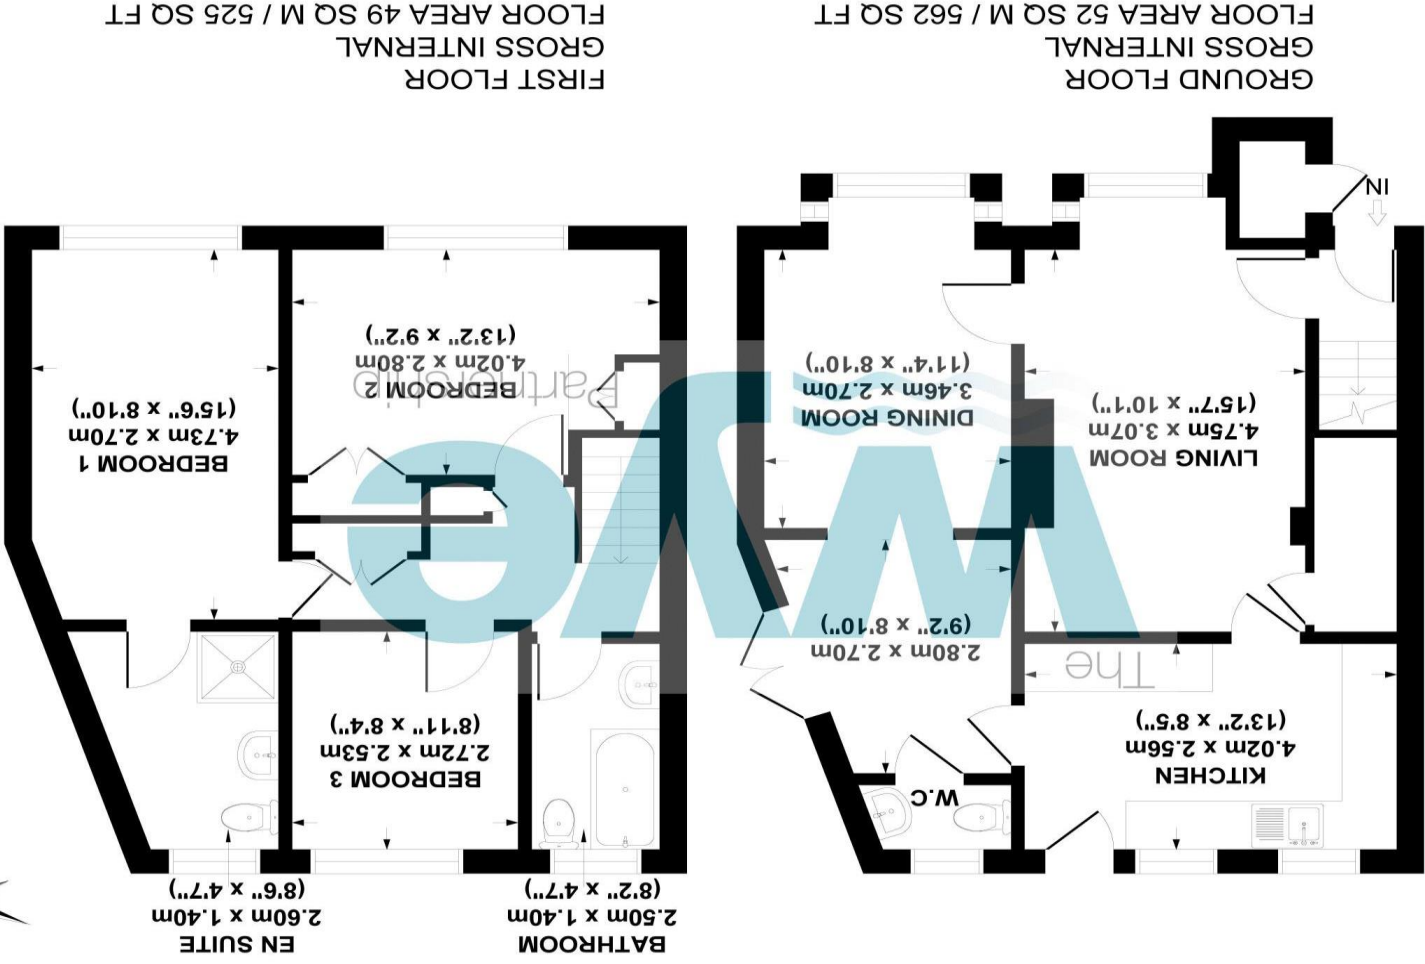 KITCHEN
4.02m x 2.56m
(13'2" x 8'5")
W.C
2.80m x 2.70m
(9'2" x 8'10")
LIVING ROOM
4.75m x 3.07m
(15'7" x 10'1")
DINING ROOM
3.46m x 2.70m
(11'4" x 8'10")
IN
GROUND FLOOR
GROSS INTERNAL
FLOOR AREA 52 SQ M / 562 SQ FT
BATHROOM
2.50m x 1.40m
(8'2" x 4'7")
EN SUITE
2.60m x 1.40m
(8'6" x 4'7")
BEDROOM 3
2.72m x 2.53m
(8'11" x 8'4")
BEDROOM 1
4.73m x 2.70m
(15'6" x 8'10")
BEDROOM 2
4.02m x 2.80m
(13'2" x 9'2")
FIRST FLOOR
GROSS INTERNAL
FLOOR AREA 49 SQ M / 525 SQ FT
The
wye
Partnership